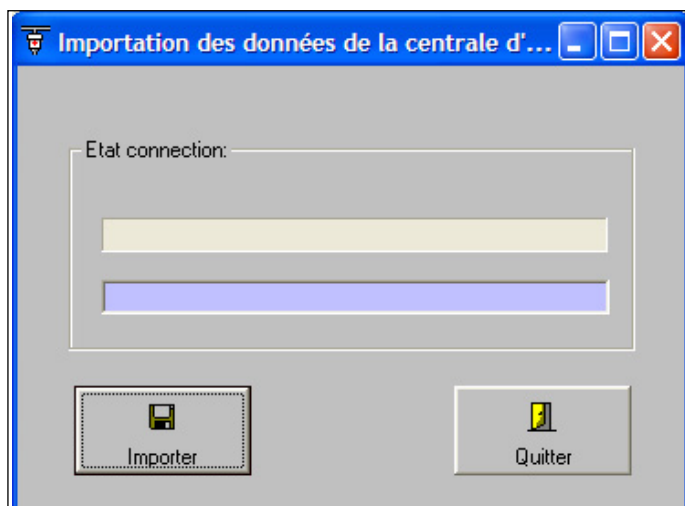 Importation des données de la centrale d'...
Etat connection:
Importer
Quitter